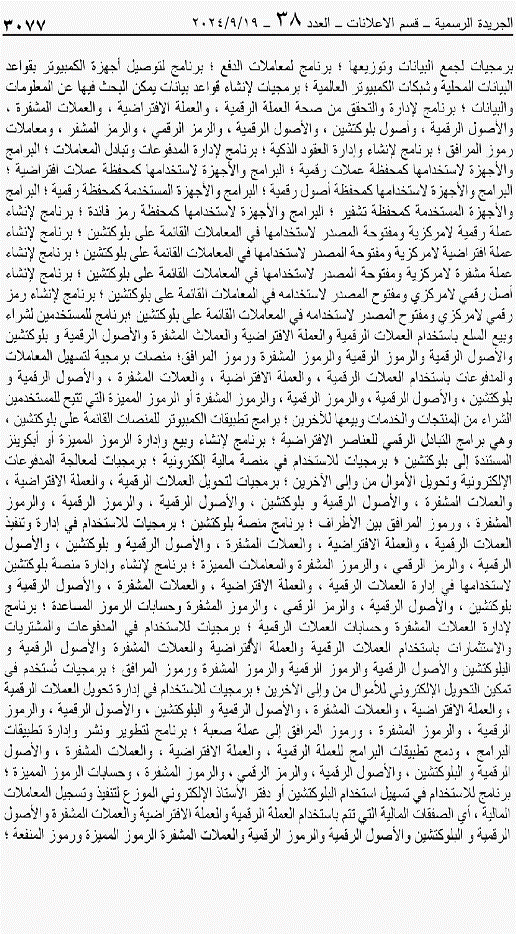 الجريدة الرسمية ــ قسم الاعلانات ــ العدد ٣٨ ــ ٢٠٢٤/٩/١٩ ٣٠٧٧
برمجيات لجمع البيانات وتوزيعها ؛ برنامج لمعاملات الدفع ؛ برنامج لتوصيل أجهزة الكمبيوتر بقواعد
البيانات المحلية وشبكات الكمبيوتر العالمية ؛ برمجيات لإنشاء قواعد بيانات يمكن البحث فيها عن المعلومات
والبيانات ؛ برنامج لإدارة والتحقق من صحة العملة الرقمية ، والعملة الافتراضية ، والعملات المشفرة ،
والأصول الرقمية ، وأصول بلوكتشين ، والأصول الرقمية ، والرمز الرقمي ، والرمز المشفر ، ومعاملات
رموز المرافق ؛ برنامج لإنشاء وإدارة العقود الذكية ؛ برنامج لإدارة المدفوعات وتبادل المعاملات ؛ البرامج
والأجهزة لاستخدامها كمحفظة عملات رقمية ؛ البرامج والأجهزة لاستخدامها كمحفظة عملات افتراضية ؛
البرامج والأجهزة لاستخدامها كمحفظة أصول رقمية ؛ البرامج والأجهزة المستخدمة كمحفظة رقمية ؛ البرامج
والأجهزة المستخدمة كمحفظة تشفير ؛ البرامج والأجهزة لاستخدامها كمحفظة رمز فائدة ؛ برنامج لإنشاء
عملة رقمية لامركزية ومفتوحة المصدر لاستخدامها في المعاملات القائمة على بلوكتشين ؛ برنامج لإنشاء
عملة افتراضية لامركزية ومفتوحة المصدر لاستخدامها في المعاملات القائمة على بلوكتشين ؛ برنامج لإنشاء
عملة مشفرة لامركزية ومفتوحة المصدر لاستخدامها في المعاملات القائمة على بلوكتشين ؛ برنامج لإنشاء
أصل رقمي لامركزي ومفتوح المصدر لاستخدامه في المعاملات القائمة على بلوكتشين ؛ برنامج لإنشاء رمز
رقمي لامركزي ومفتوح المصدر لاستخدامه في المعاملات القائمة على بلوكتشين ؛برنامج للمستخدمين لشراء
وبيع السلع باستخدام العملات الرقمية والعملة الافتراضية والعملات المشفرة والأصول الرقمية و بلوكتشين
والأصول الرقمية والرموز الرقمية والرموز المشفرة ورموز المرافق؛ منصات برمجية لتسهيل المعاملات
والمدفوعات باستخدام العملات الرقمية ، والعملة الافتراضية ، والعملات المشفرة ، والأصول الرقمية و
بلوكتشين ، والأصول الرقمية ، والرموز الرقمية ، والرموز المشفرة أو الرموز المميزة التي تتيح للمستخدمين
الشراء من المنتجات والخدمات وبيعها للآخرين ؛ برامج تطبيقات الكمبيوتر للمنصات القائمة على بلوكتشين ،
وهي برامج التبادل الرقمي للعناصر الافتراضية ؛ برنامج لإنشاء وبيع وإدارة الرموز المميزة أو أبكوينز
المستندة إلى بلوكتشين ؛ برمجيات للاستخدام في منصة مالية إلكترونية ؛ برمجيات لمعالجة المدفوعات
الإلكترونية وتحويل الأموال من وإلى الآخرين ؛ برمجيات لتحويل العملات الرقمية ، والعملة الافتراضية ،
والعملات المشفرة ، والأصول الرقمية و بلوكتشين ، والأصول الرقمية ، والرموز الرقمية ، والرموز
المشفرة ، ورموز المرافق بين الأطراف ؛ برنامج منصة بلوكتشين ؛ برمجيات للاستخدام في إدارة وتنفيذ
العملات الرقمية ، والعملة الافتراضية ، والعملات المشفرة ، والأصول الرقمية و بلوكتشين ، والأصول
الرقمية ، والرمز الرقمي ، والرموز المشفرة والمعاملات المميزة ؛ برنامج لإنشاء وإدارة منصة بلوكتشين
لاستخدامها في إدارة العملات الرقمية ، والعملة الافتراضية ، والعملات المشفرة ، والأصول الرقمية و
بلوكتشين ، والأصول الرقمية ، والرمز الرقمي ، والرموز المشفرة وحسابات الرموز المساعدة ؛ برنامج
لإدارة العملات المشفرة وحسابات العملات الرقمية ؛ برمجيات للاستخدام في المدفوعات والمشتريات
والاستثمارات باستخدام العملات الرقمية والعملة الافتراضية والعملات المشفرة والأصول الرقمية و
البلوكتشين والأصول الرقمية والرموز الرقمية والرموز المشفرة ورموز المرافق ؛ برمجيات تُستخدم فى
تمكين التحويل الإلكتروني للأموال من وإلى الآخرين ؛ برمجيات للاستخدام في إدارة تحويل العملات الرقمية
، والعملة الافتراضية ، والعملات المشفرة ، والأصول الرقمية و البلوكتشين ، والأصول الرقمية ، والرموز
الرقمية ، والرموز المشفرة ، ورموز المرافق إلى عملة صعبة ؛ برنامج لتطوير ونشر وإدارة تطبيقات
البرامج ، ودمج تطبيقات البرامج للعملة الرقمية ، والعملة الافتراضية ، والعملات المشفرة ، والأصول
الرقمية و البلوكتشين ، والأصول الرقمية ، والرمز الرقمي ، والرموز المشفرة ، وحسابات الرموز المميزة ؛
برنامج للاستخدام في تسهيل استخدام البلوكتشين أو دفتر الأستاذ الإلكتروني الموزع لتنفيذ وتسجيل المعاملات
المالية ، أي الصفقات المالية التي تتم باستخدام العملة الرقمية والعملة الافتراضية والعملات المشفرة والأصول
الرقمية و البلوكتشين والأصول الرقمية والرموز الرقمية والعملات المشفرة الرموز المميزة ورموز المنفعة ؛